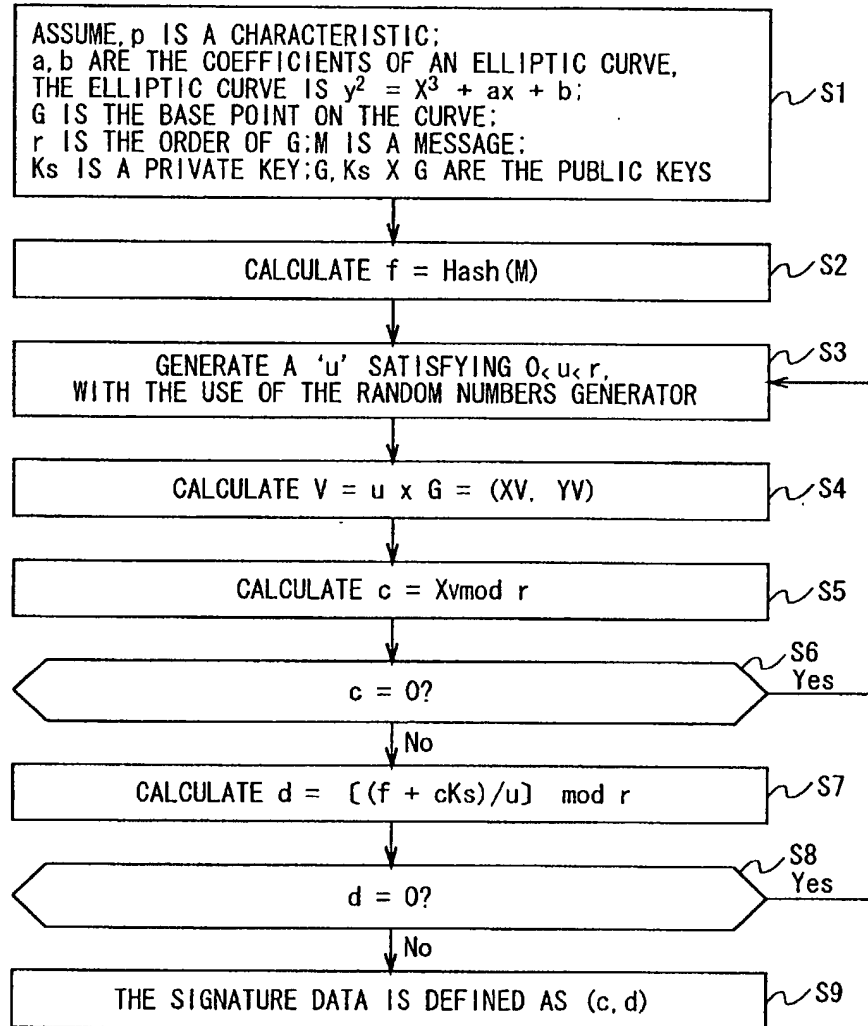 ASSUME, p IS A CHARACTERISTIC;
a, b ARE THE COEFFICIENTS OF AN ELLIPTIC CURVE,
THE ELLIPTIC CURVE IS y² = X³ + ax + b;
G IS THE BASE POINT ON THE CURVE;
r IS THE ORDER OF G;M IS A MESSAGE;
Ks IS A PRIVATE KEY;G, Ks X G ARE THE PUBLIC KEYS
S1
CALCULATE f = Hash(M)
S2
GENERATE A 'u' SATISFYING 0< u< r,
WITH THE USE OF THE RANDOM NUMBERS GENERATOR
S3
CALCULATE V = u x G = (XV, YV)
S4
CALCULATE c = Xvmod r
S5
c = 0?
S6
Yes
No
CALCULATE d = [(f + cKs)/u] mod r
S7
d = 0?
S8
Yes
No
THE SIGNATURE DATA IS DEFINED AS (c, d)
S9